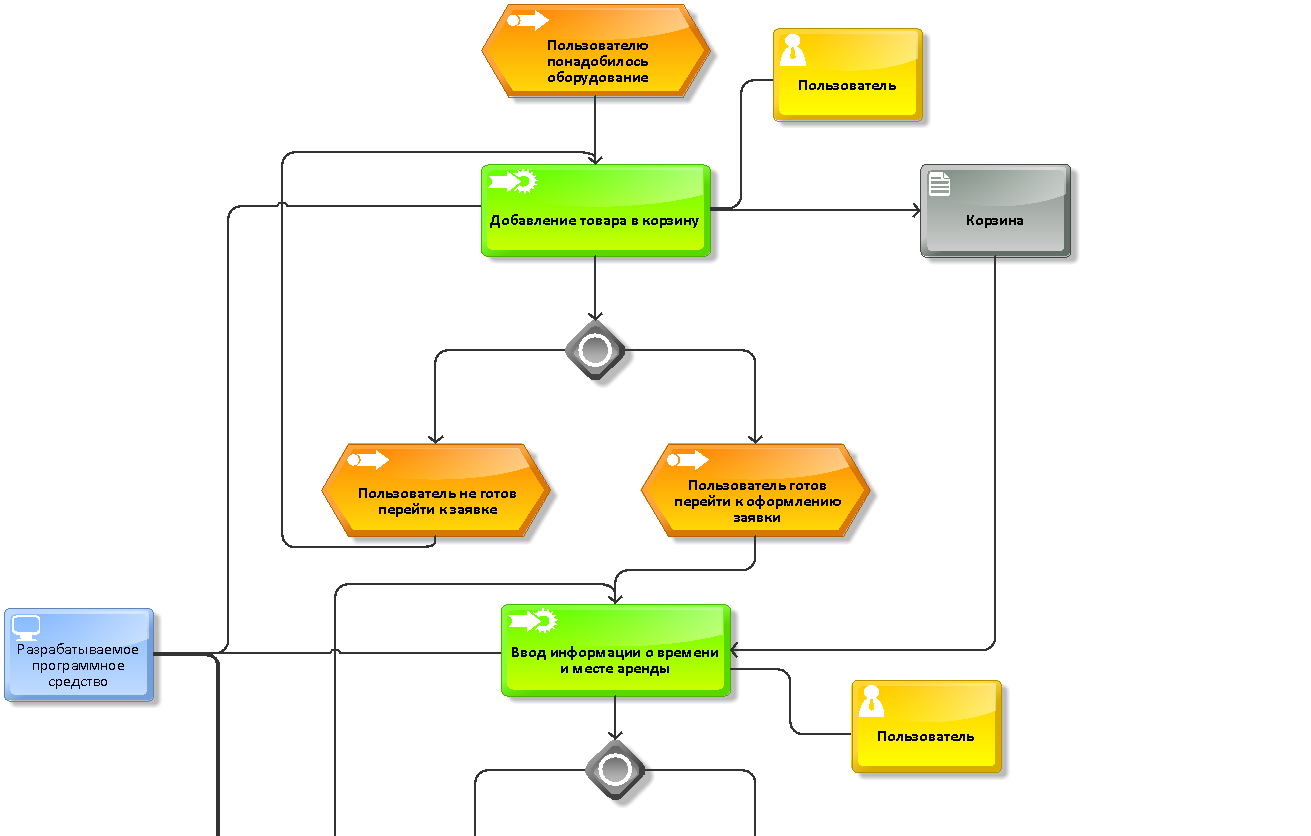 Пользователю
понадобилось
оборудование
Пользователь
Добавление товара в корзину
Корзина
Пользователь не готов
перейти к заявке
Пользователь готов
перейти к оформлению
заявки
Разрабатываемое
программное
средство
Ввод информации о времени
и месте аренды
Пользователь